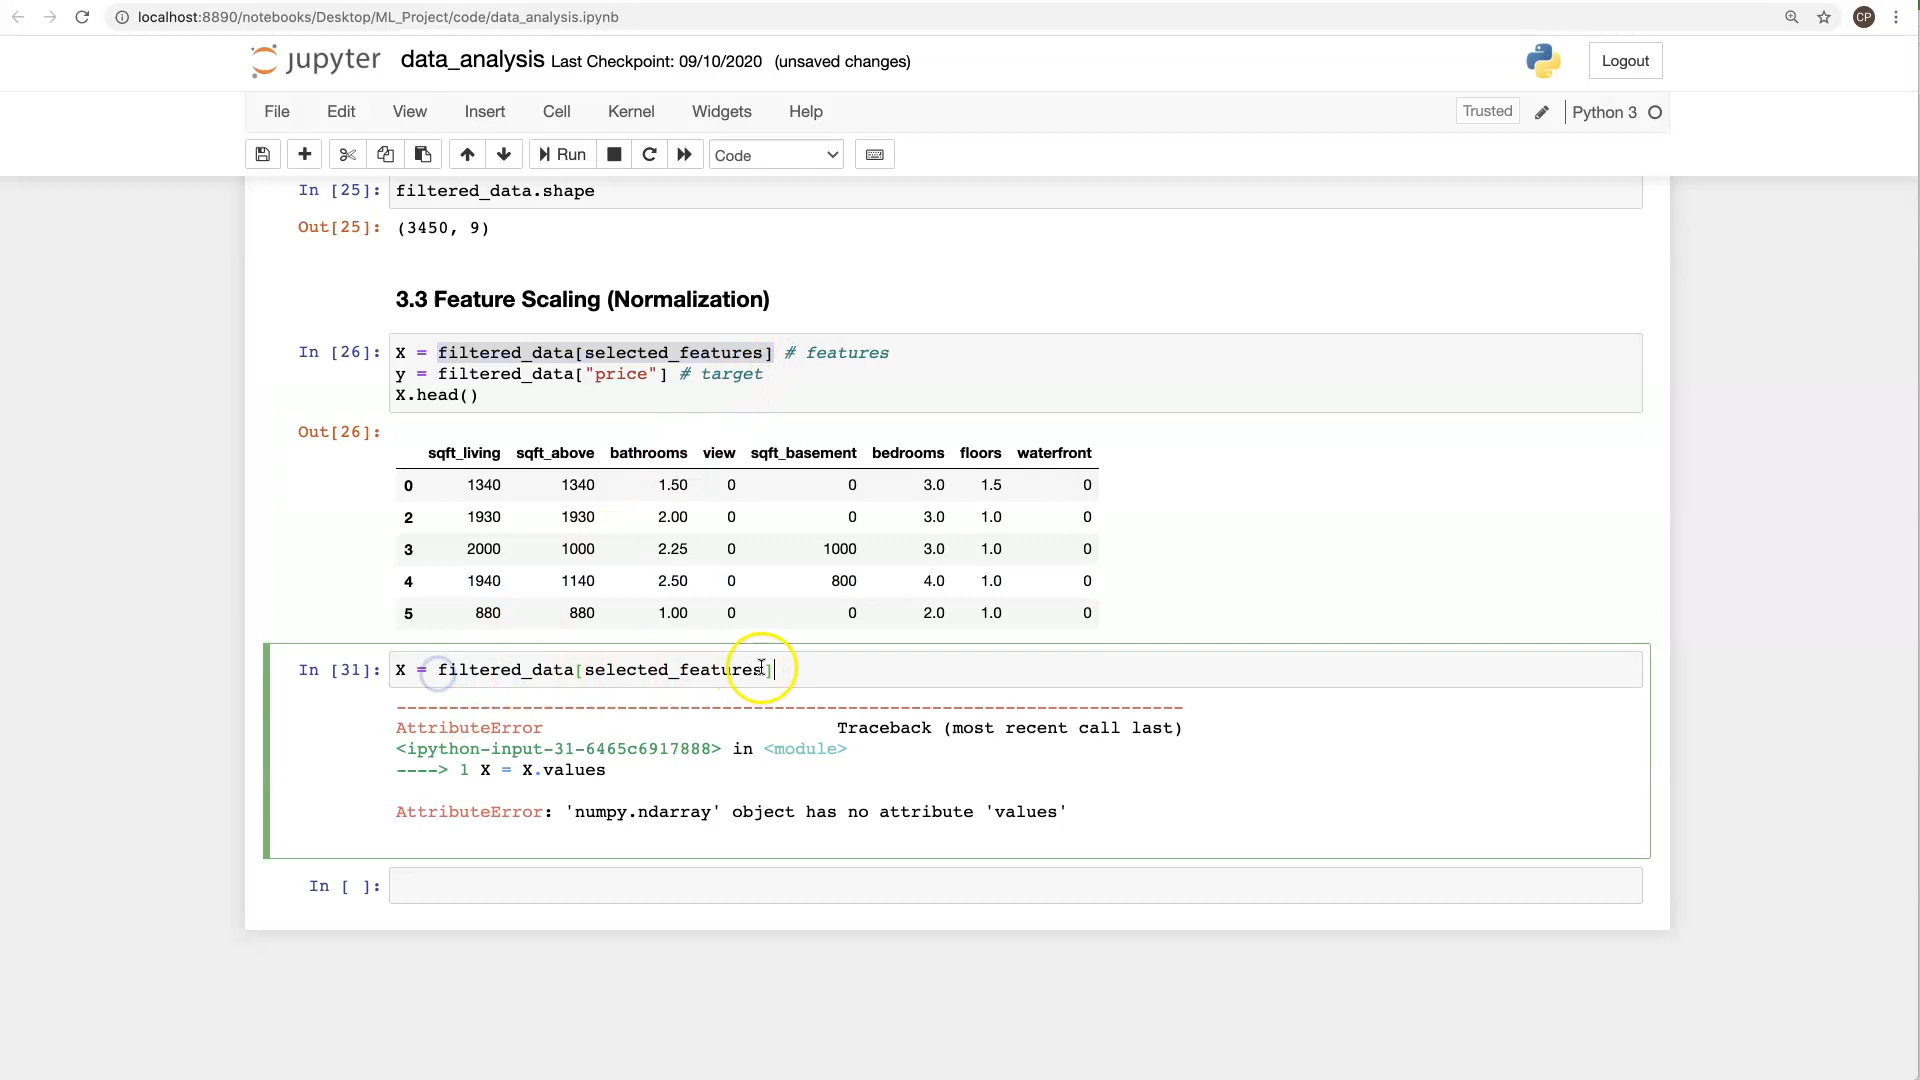 localhost:8890/notebooks/Desktop/ML_Project/code/data_analysis.ipynb
CP
jupyter data_analysis Last Checkpoint: 09/10/2020 (unsaved changes)
Logout
File Edit View Insert Cell Kernel Widgets Help
Trusted Python 3
Run Code
In [25]: filtered_data.shape
Out[25]: (3450, 9)
3.3 Feature Scaling (Normalization)
In [26]: X = filtered_data[selected_features] # features
y = filtered_data["price"] # target
X.head()
Out[26]:
sqft_living sqft_above bathrooms view sqft_basement bedrooms floors waterfront
0 1340 1340 1.50 0 0 3.0 1.5 0
2 1930 1930 2.00 0 0 3.0 1.0 0
3 2000 1000 2.25 0 1000 3.0 1.0 0
4 1940 1140 2.50 0 800 4.0 1.0 0
5 880 880 1.00 0 0 2.0 1.0 0
In [31]: X = filtered_data[selected_features]
---------------------------------------------------------------------------
AttributeError Traceback (most recent call last)
<ipython-input-31-6465c6917888> in <module>
----> 1 X = X.values
AttributeError: 'numpy.ndarray' object has no attribute 'values'
In [ ]: